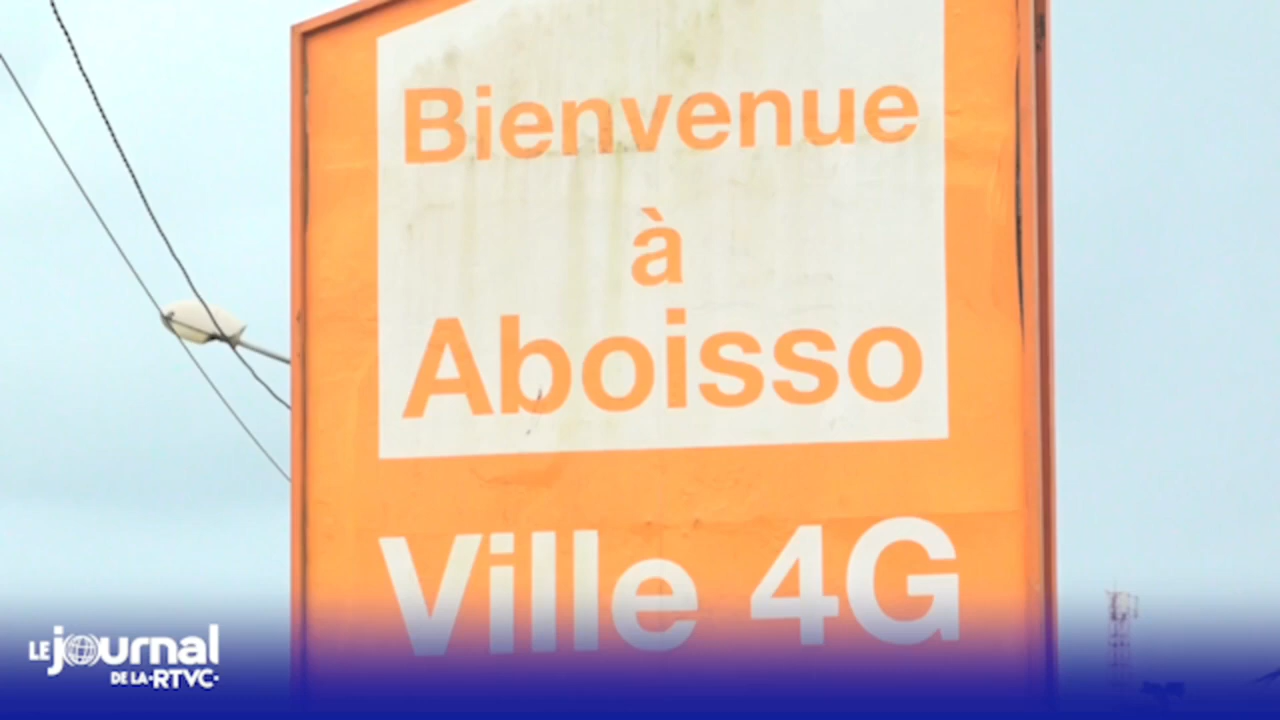 Bienvenue
à
Aboisso
Ville 4G
LE journal
DE LA RTVC